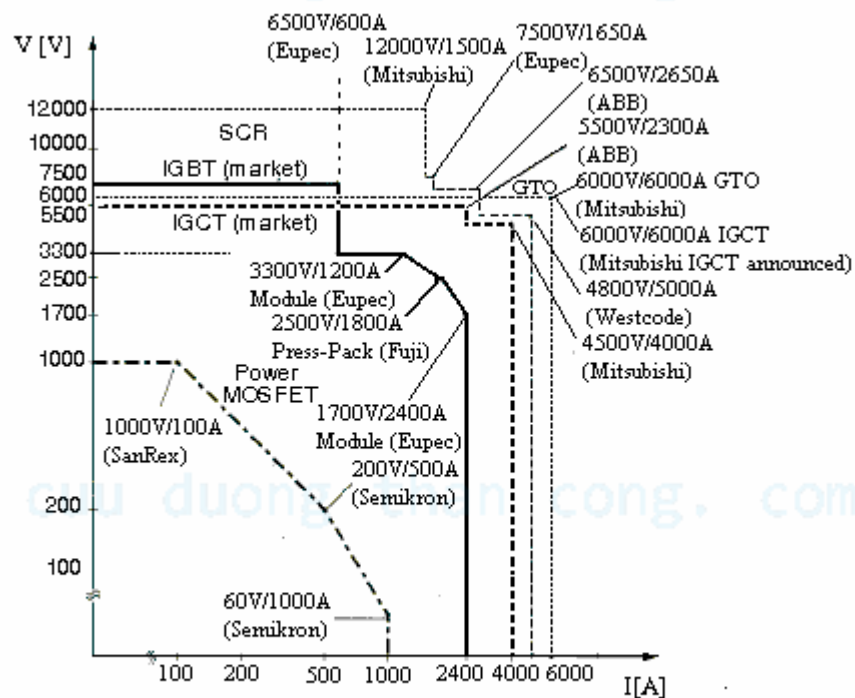 6500V/600A
(Eupec)
12000V/1500A
(Mitsubishi)
7500V/1650A
(Eupec)
6500V/2650A
(ABB)
5500V/2300A
(ABB)
6000V/6000A GTO
(Mitsubishi)
6000V/6000A IGCT
(Mitsubishi IGCT announced)
4800V/5000A
(Westcode)
4500V/4000A
(Mitsubishi)
V [V]
12000
10000
7500
6000
5500
3300
2500
1700
1000
200
100
SCR
IGBT (market)
GTO
IGCT (market)
3300V/1200A
Module (Eupec)
2500V/1800A
Press-Pack (Fuji)
Power
MOSFET
1700V/2400A
Module (Eupec)
1000V/100A
(SanRex)
200V/500A
(Semikron)
cuu duong than cong. com
60V/1000A
(Semikron)
100 200 500 1000 2400 4000 6000
I[A]